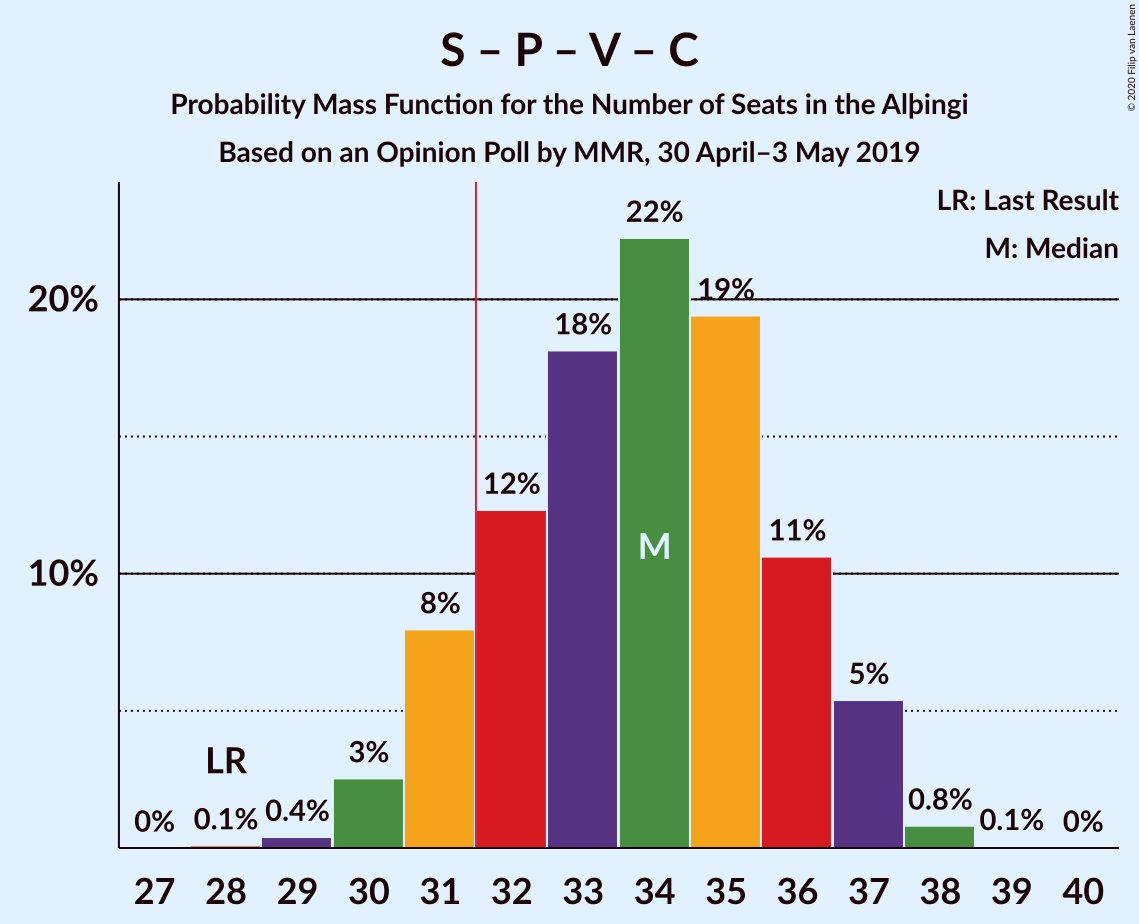 S – P – V – C
Probability Mass Function for the Number of Seats in the Alþingi
Based on an Opinion Poll by MMR, 30 April–3 May 2019
© 2020 Filip van Laenen
LR: Last Result
M: Median
20%
10%
0%
LR
0.1%
0.4%
3%
8%
12%
18%
22%
M
19%
11%
5%
0.8%
0.1%
0%
27 28 29 30 31 32 33 34 35 36 37 38 39 40